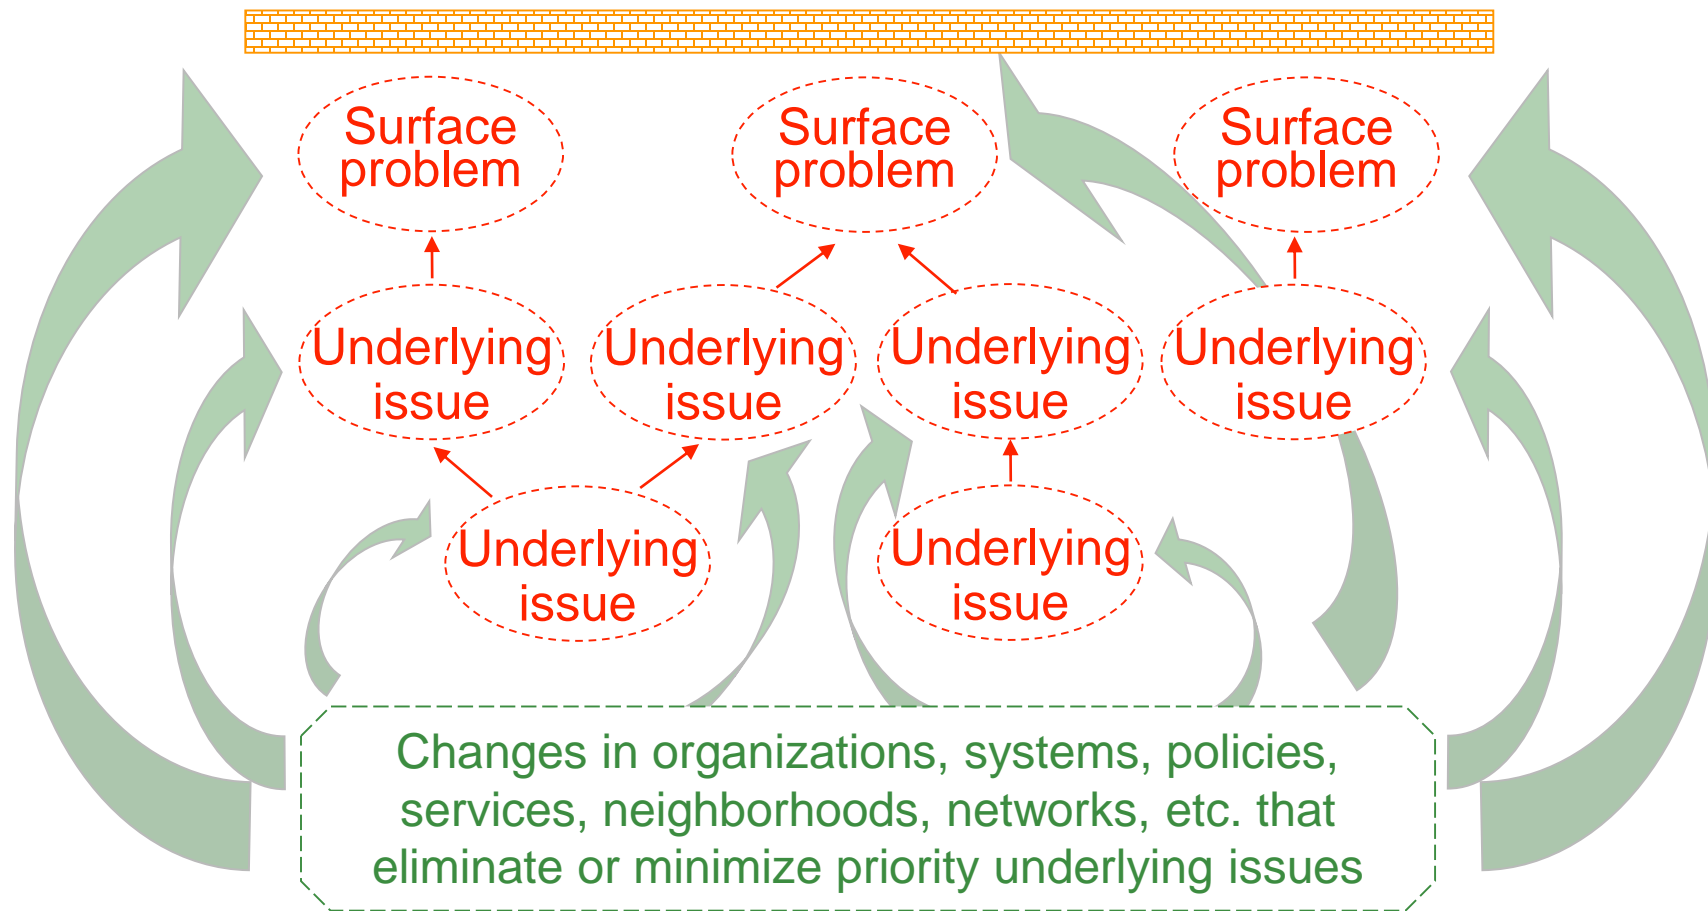 Surface
problem
Surface
problem
Surface
problem
Underlying
issue
Underlying
issue
Underlying
issue
Underlying
issue
Underlying
issue
Underlying
issue
Changes in organizations, systems, policies,
services, neighborhoods, networks, etc. that
eliminate or minimize priority underlying issues